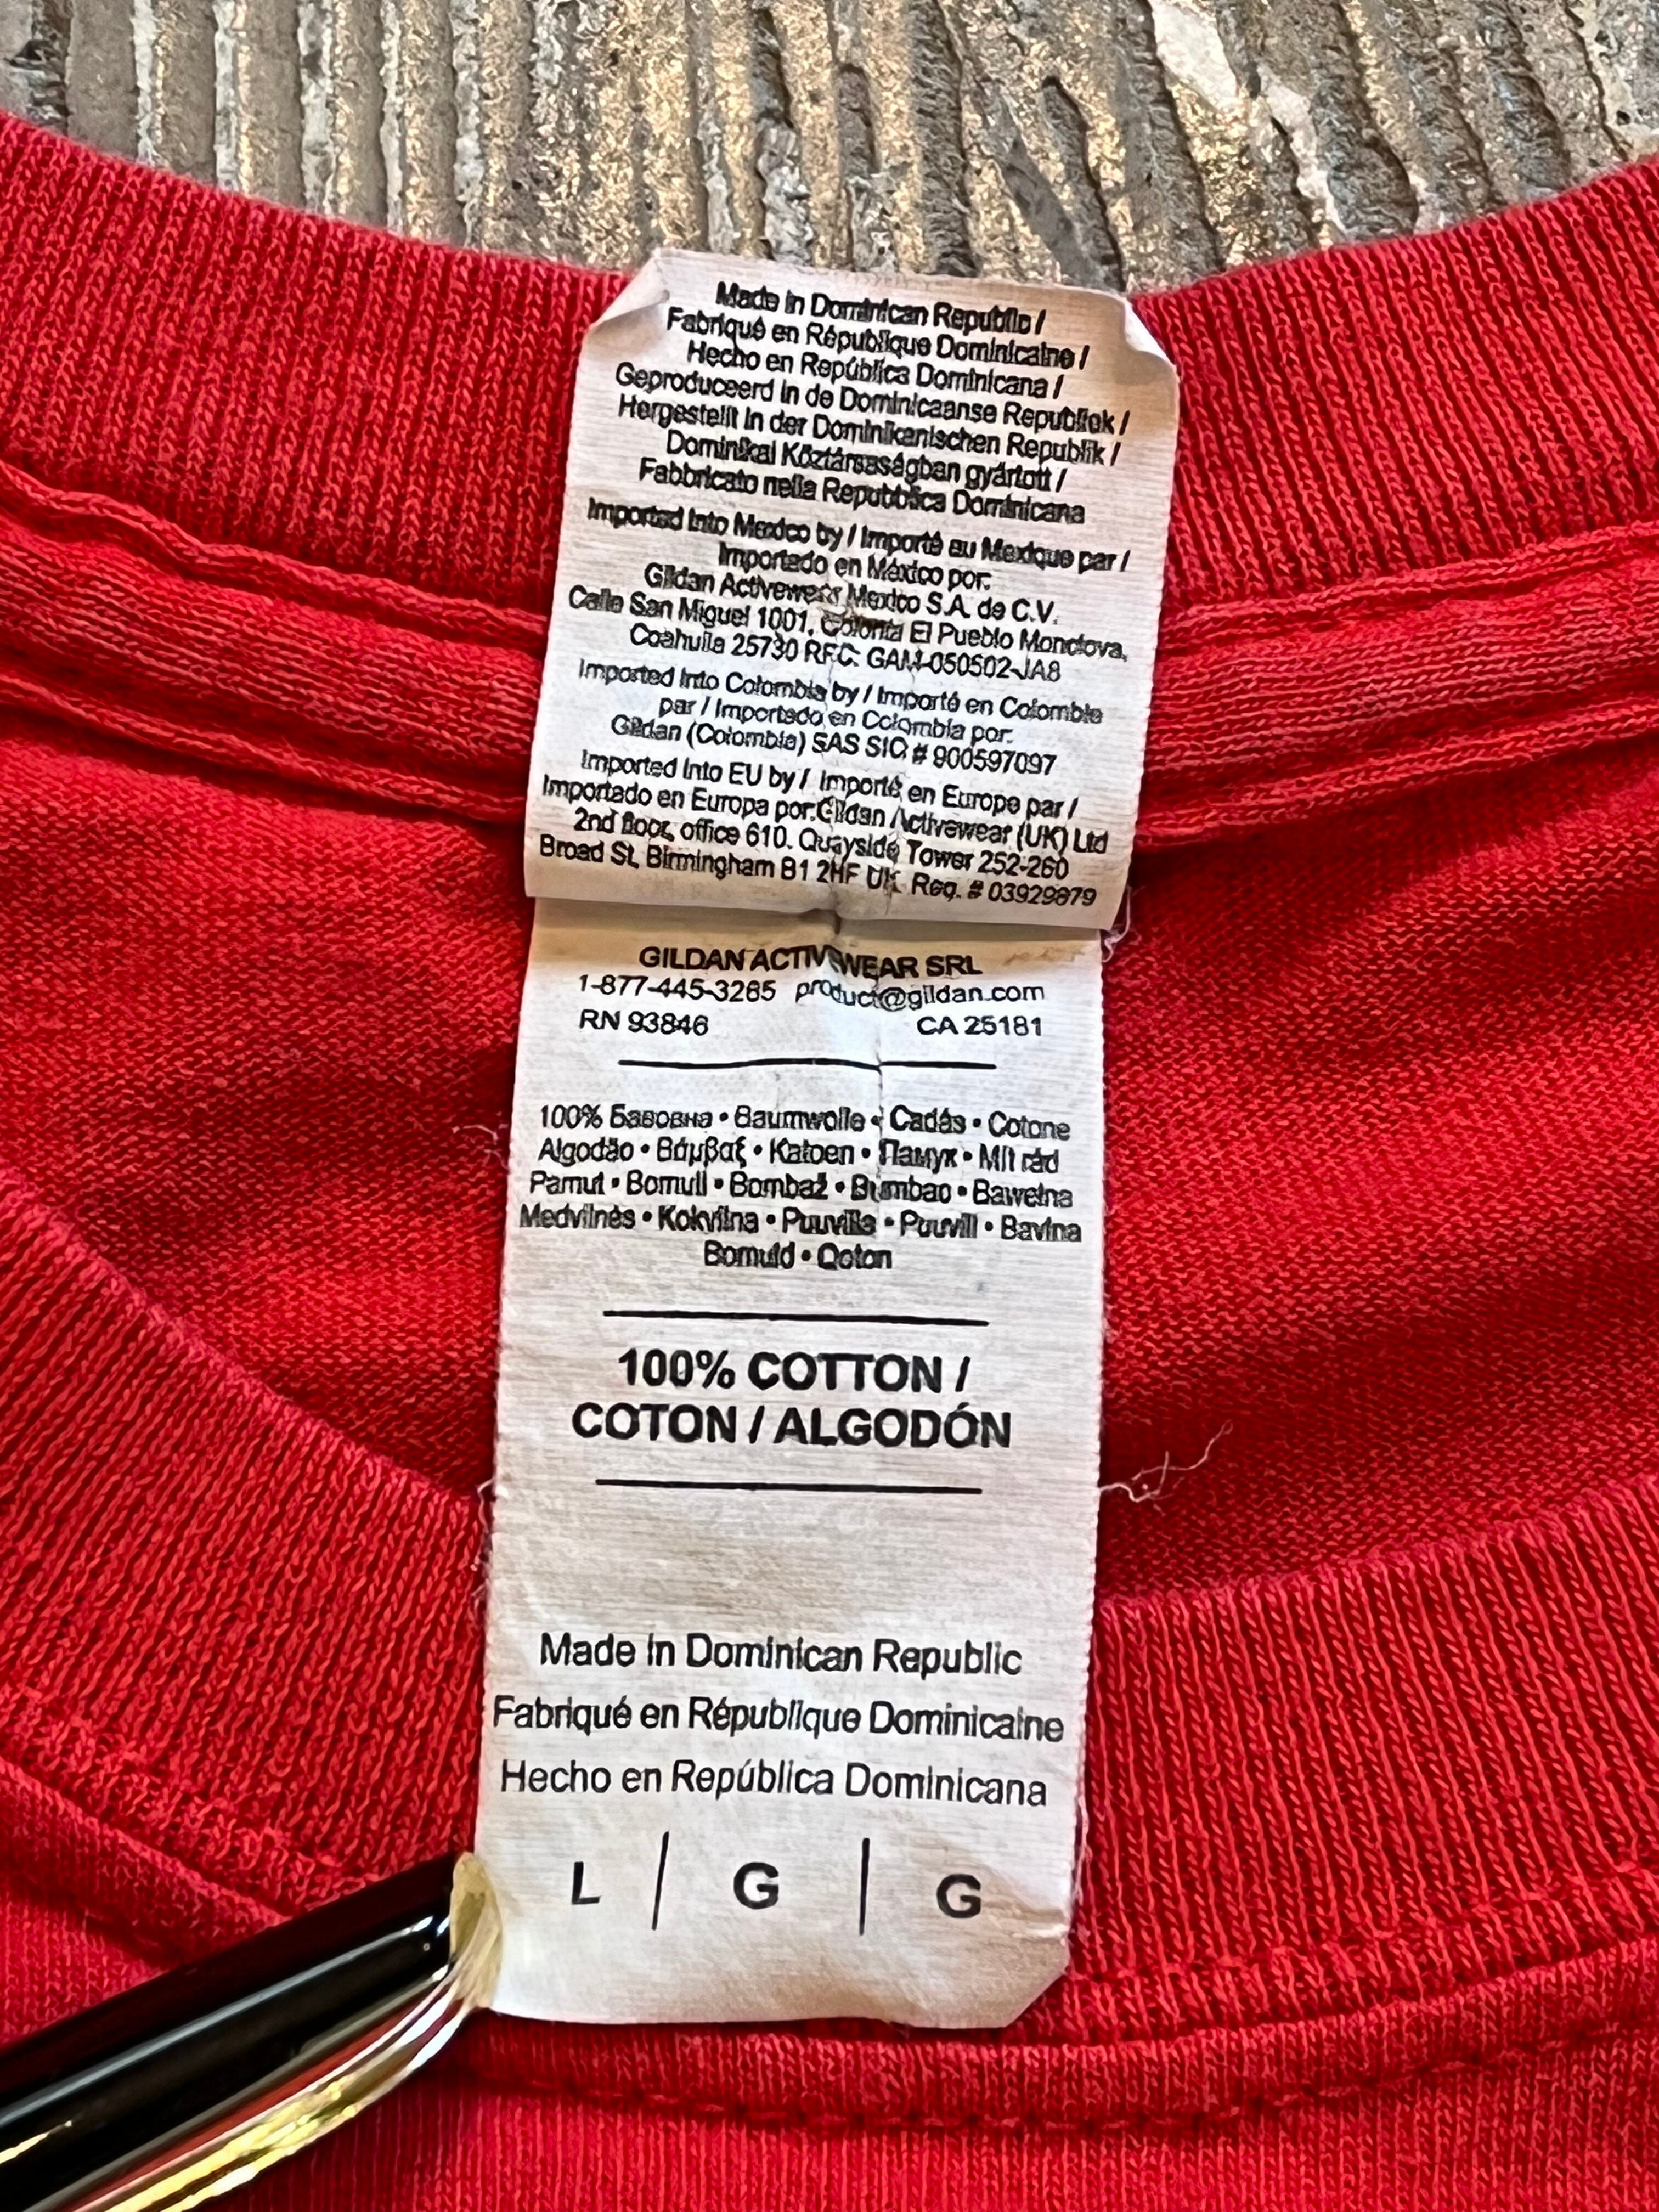 Made in Dominican Republic /
Fabriqué en République Dominicaine /
Hecho en República Dominicana /
Geproduceerd in de Dominicaanse Republiek /
Hergestellt in der Dominikanischen Republik /
Dominikai Köztársaságban gyártott /
Fabbricato nella Repubblica Dominicana
Imported into Mexico by / Importé au Mexique par /
Importado en México por:
Gildan Activewear Mexico S.A. de C.V.
Calle San Miguel 1001, Colonia El Pueblo Monclova,
Coahuila 25730 RFC: GAM-050502-JA8
Imported into Colombia by / Importé en Colombie
par / Importado en Colombia por:
Gildan (Colombia) SAS SIC # 900597097
Imported into EU by / Importé en Europe par /
Importado en Europa por:Gildan Activewear (UK) Ltd
2nd floor, office 610. Quayside Tower 252-260
Broad St, Birmingham B1 2HF UK Reg. # 03929879
GILDAN ACTIVEWEAR SRL
1-877-445-3265 product@gildan.com
RN 93846 CA 25181
100% Бавовна • Baumwolle • Cadás • Cotone
Algodão • Βάμβαξ • Katoen • Памук • Mít rád
Pamut • Bomull • Bombaž • Bumbac • Bawełna
Medvilnės • Kokvilna • Puuvilla • Puuvill • Bavlna
Bomuld • Qoton
100% COTTON /
COTON / ALGODÓN
Made in Dominican Republic
Fabriqué en République Dominicaine
Hecho en República Dominicana
L | G | G